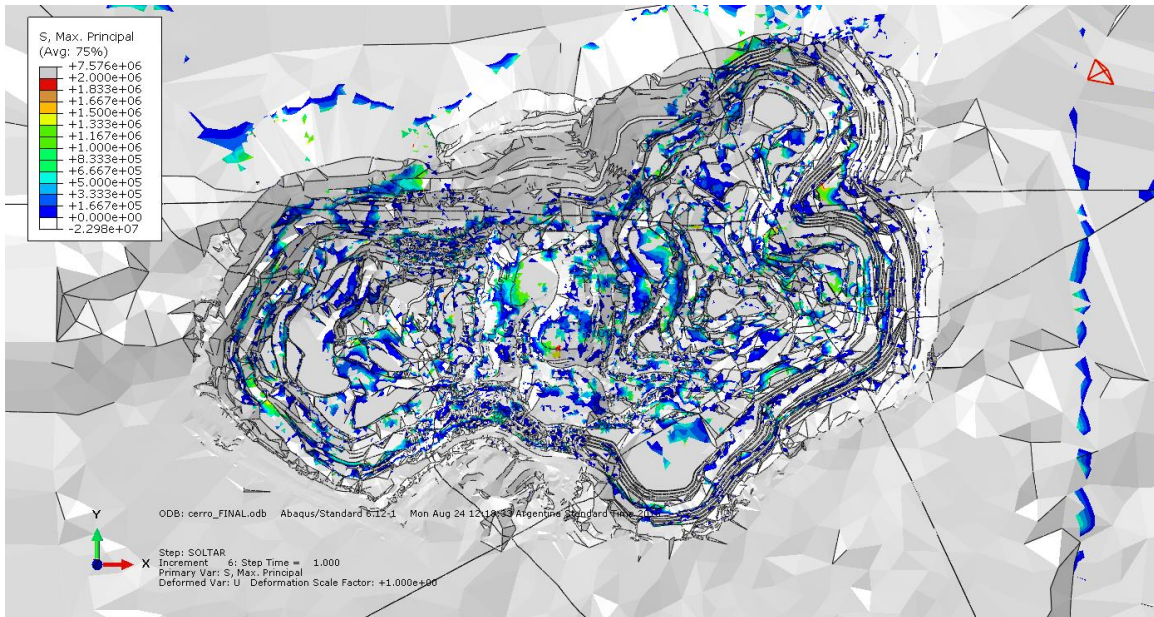 S, Max. Principal
(Avg: 75%)
+7.576e+06
+2.000e+06
+1.833e+06
+1.667e+06
+1.500e+06
+1.333e+06
+1.167e+06
+1.000e+06
+8.333e+05
+6.667e+05
+5.000e+05
+3.333e+05
+1.667e+05
+0.000e+00
-2.298e+07
ODB: cerro_FINAL.odb Abaqus/Standard 6.12-1 Mon Aug 24 Argentina Standard Time
Y
X
Step: SOLTAR
Increment 6: Step Time = 1.000
Primary Var: S, Max. Principal
Deformed Var: U Deformation Scale Factor: +1.000e+00